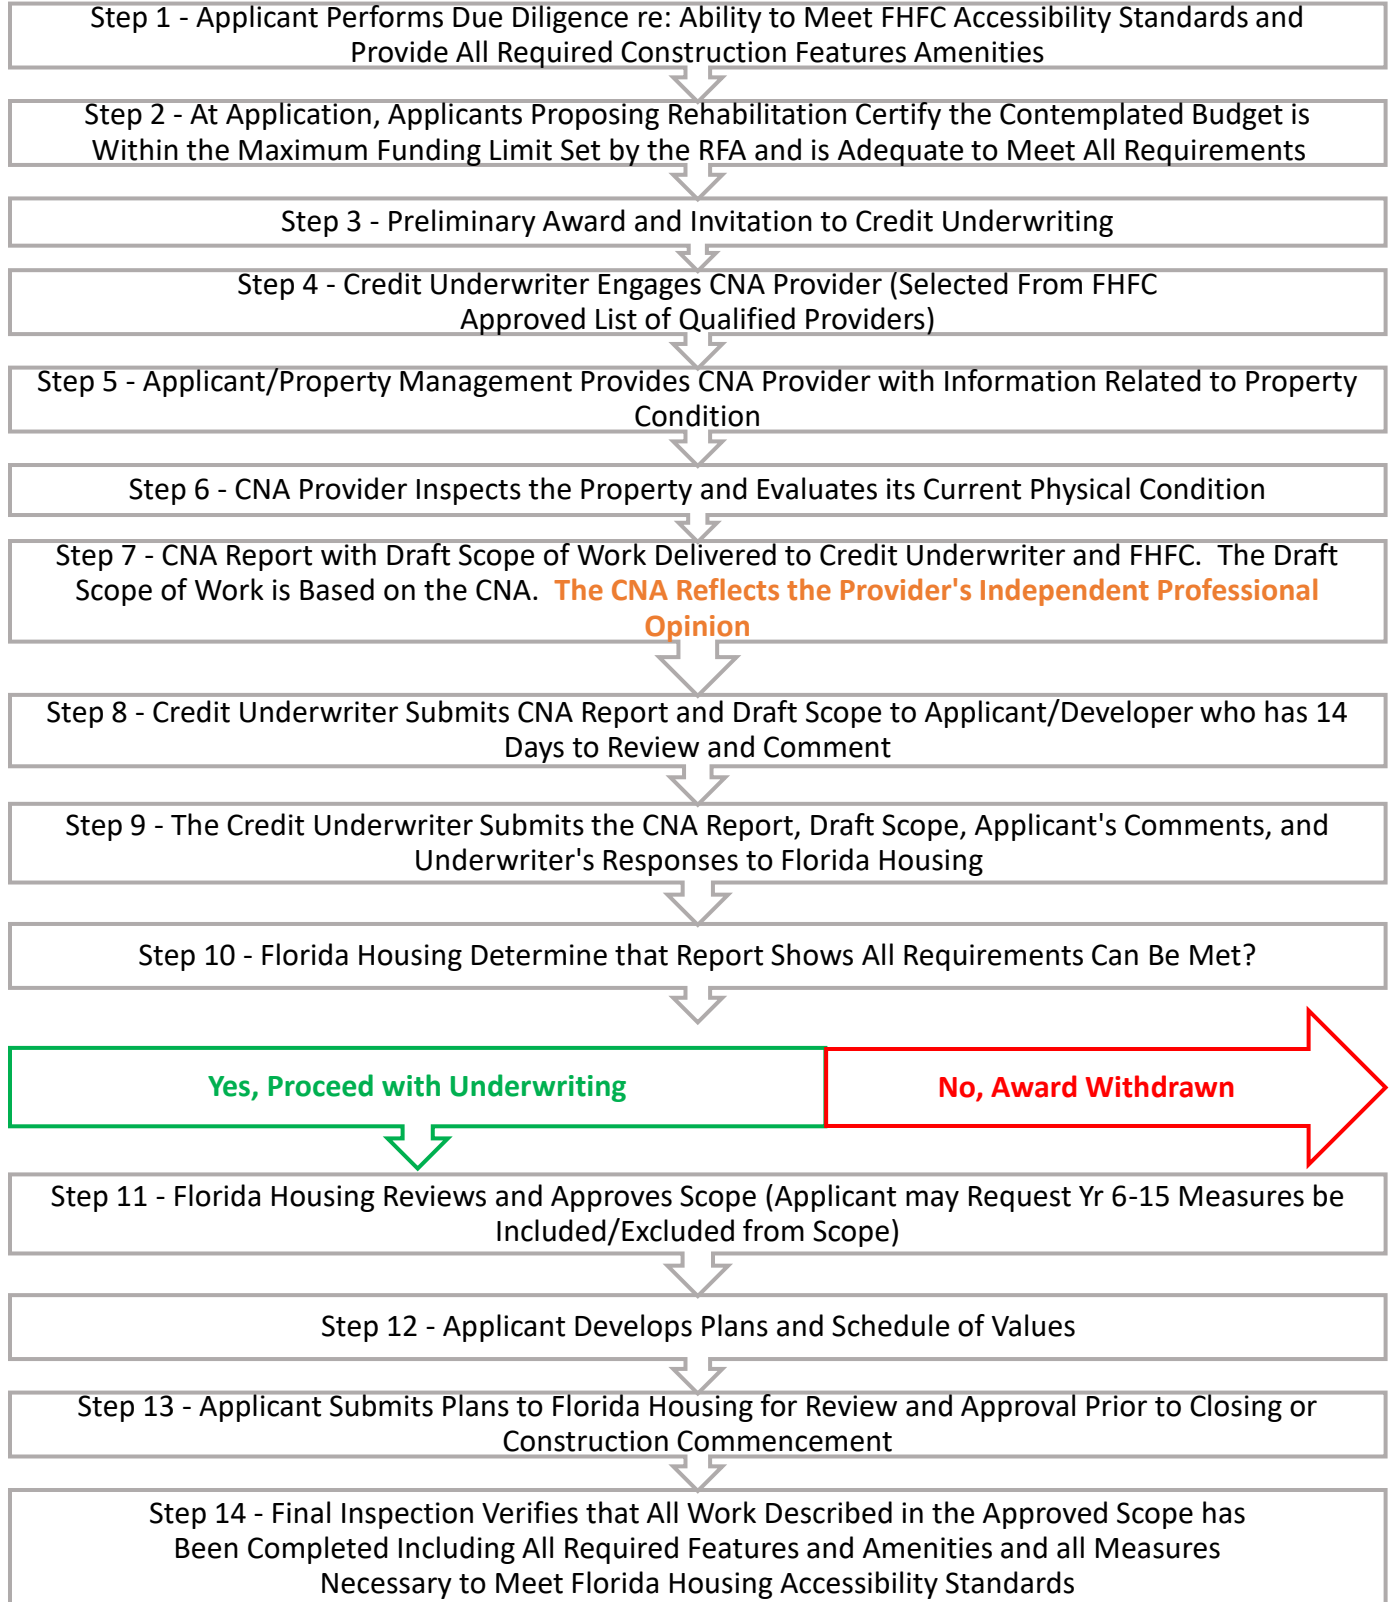 Step 1 - Applicant Performs Due Diligence re: Ability to Meet FHFC Accessibility Standards and
Provide All Required Construction Features Amenities
Step 2 - At Application, Applicants Proposing Rehabilitation Certify the Contemplated Budget is
Within the Maximum Funding Limit Set by the RFA and is Adequate to Meet All Requirements
Step 3 - Preliminary Award and Invitation to Credit Underwriting
Step 4 - Credit Underwriter Engages CNA Provider (Selected From FHFC
Approved List of Qualified Providers)
Step 5 - Applicant/Property Management Provides CNA Provider with Information Related to Property
Condition
Step 6 - CNA Provider Inspects the Property and Evaluates its Current Physical Condition
Step 7 - CNA Report with Draft Scope of Work Delivered to Credit Underwriter and FHFC.  The Draft
Scope of Work is Based on the CNA.  The CNA Reflects the Provider's Independent Professional
Opinion
Step 8 - Credit Underwriter Submits CNA Report and Draft Scope to Applicant/Developer who has 14
Days to Review and Comment
Step 9 - The Credit Underwriter Submits the CNA Report, Draft Scope, Applicant's Comments, and
Underwriter's Responses to Florida Housing
Step 10 - Florida Housing Determine that Report Shows All Requirements Can Be Met?
Yes, Proceed with Underwriting
No, Award Withdrawn
Step 11 - Florida Housing Reviews and Approves Scope (Applicant may Request Yr 6-15 Measures be
Included/Excluded from Scope)
Step 12 - Applicant Develops Plans and Schedule of Values
Step 13 - Applicant Submits Plans to Florida Housing for Review and Approval Prior to Closing or
Construction Commencement
Step 14 - Final Inspection Verifies that All Work Described in the Approved Scope has
Been Completed Including All Required Features and Amenities and all Measures
Necessary to Meet Florida Housing Accessibility Standards